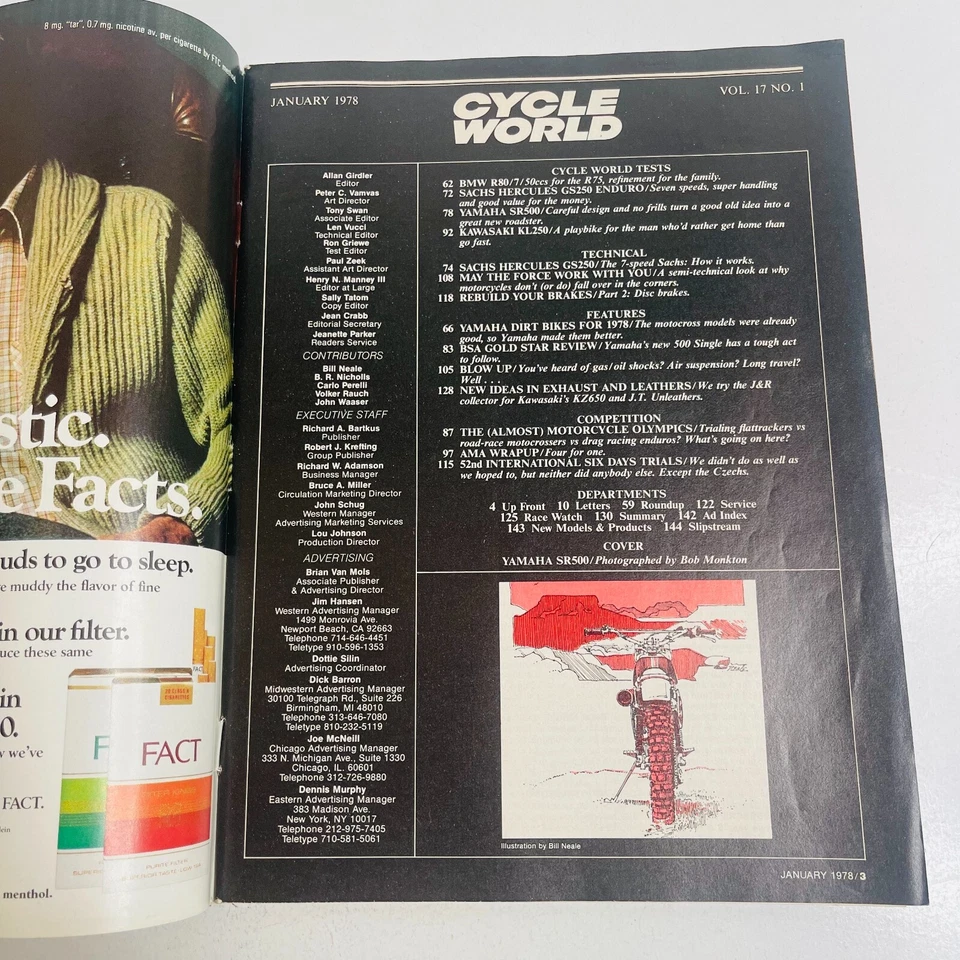 8 mg. "tar", 0.7 mg. nicotine av. per cigarette by FTC method.
stic.
e Facts.
uds to go to sleep.
e muddy the flavor of fine
in our filter.
uce these same
in
0.
w we've
FACT.
menthol.
FACT
JANUARY 1978
CYCLE
WORLD
VOL. 17 NO. 1
Allan Girdler
Editor
Peter C. Vamvas
Art Director
Tony Swan
Associate Editor
Len Vucci
Technical Editor
Ron Griewe
Test Editor
Paul Zeek
Assistant Art Director
Henry N. Manney III
Editor at Large
Sally Tatom
Copy Editor
Jean Crabb
Editorial Secretary
Jeanette Parker
Readers Service
CONTRIBUTORS
Bill Neale
B. R. Nicholls
Carlo Perelli
Volker Rauch
John Waaser
EXECUTIVE STAFF
Richard A. Bartkus
Publisher
Robert J. Krefting
Group Publisher
Richard W. Adamson
Business Manager
Bruce A. Miller
Circulation Marketing Director
John Schug
Western Manager
Advertising Marketing Services
Lou Johnson
Production Director
ADVERTISING
Brian Van Mols
Associate Publisher
& Advertising Director
Jim Hansen
Western Advertising Manager
1499 Monrovia Ave.
Newport Beach, CA 92663
Telephone 714-646-4451
Teletype 910-596-1353
Dottie Silin
Advertising Coordinator
Dick Barron
Midwestern Advertising Manager
30100 Telegraph Rd., Suite 226
Birmingham, MI 48010
Telephone 313-646-7080
Teletype 810-232-5119
Joe McNeill
Chicago Advertising Manager
333 N. Michigan Ave., Suite 1330
Chicago, IL. 60601
Telephone 312-726-9880
Dennis Murphy
Eastern Advertising Manager
383 Madison Ave.
New York, NY 10017
Telephone 212-975-7405
Teletype 710-581-5061
CYCLE WORLD TESTS
62 BMW R80/7/50ccs for the R75, refinement for the family.
72 SACHS HERCULES GS250 ENDURO/Seven speeds, super handling
and good value for the money.
78 YAMAHA SR500/Careful design and no frills turn a good old idea into a
great new roadster.
92 KAWASAKI KL250/A playbike for the man who'd rather get home than
go fast.
TECHNICAL
74 SACHS HERCULES GS250/The 7-speed Sachs: How it works.
108 MAY THE FORCE WORK WITH YOU/A semi-technical look at why
motorcycles don't (or do) fall over in the corners.
118 REBUILD YOUR BRAKES/Part 2: Disc brakes.
FEATURES
66 YAMAHA DIRT BIKES FOR 1978/The motocross models were already
good, so Yamaha made them better.
83 BSA GOLD STAR REVIEW/Yamaha's new 500 Single has a tough act
to follow.
105 BLOW UP/You've heard of gas/oil shocks? Air suspension? Long travel?
Well . . .
128 NEW IDEAS IN EXHAUST AND LEATHERS/We try the J&R
collector for Kawasaki's KZ650 and J.T. Unleathers.
COMPETITION
87 THE (ALMOST) MOTORCYCLE OLYMPICS/Trialing flattrackers vs
road-race motocrossers vs drag racing enduros? What's going on here?
97 AMA WRAPUP/Four for one.
115 52nd INTERNATIONAL SIX DAYS TRIALS/We didn't do as well as
we hoped to, but neither did anybody else. Except the Czechs.
DEPARTMENTS
4 Up Front 10 Letters 59 Roundup 122 Service
125 Race Watch 130 Summary 142 Ad Index
143 New Models & Products 144 Slipstream
COVER
YAMAHA SR500/Photographed by Bob Monkton
Illustration by Bill Neale
JANUARY 1978/3